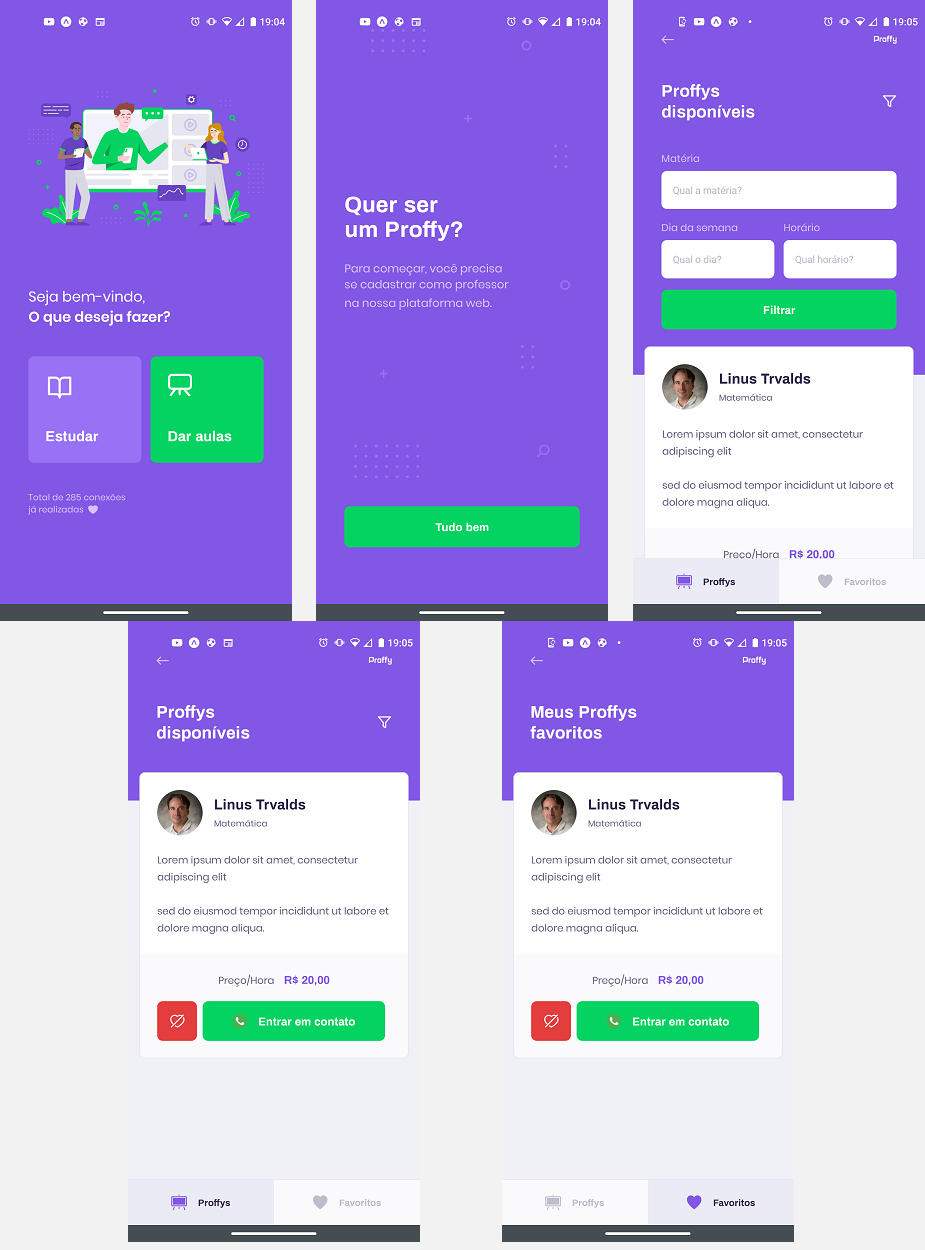 19:04
Seja bem-vindo,
O que deseja fazer?
Estudar
Dar aulas
Total de 285 conexões
já realizadas
19:04
Quer ser
um Proffy?
Para começar, você precisa
se cadastrar como professor
na nossa plataforma web.
Tudo bem
19:05
Proffy
Proffys
disponíveis
Matéria
Qual a matéria?
Dia da semana
Horário
Qual o dia?
Qual horário?
Filtrar
Linus Trvalds
Matemática
Lorem ipsum dolor sit amet, consectetur
adipiscing elit
sed do eiusmod tempor incididunt ut labore et
dolore magna aliqua.
Preço/Hora R$ 20,00
Proffys
Favoritos
19:05
Proffy
Proffys
disponíveis
Linus Trvalds
Matemática
Lorem ipsum dolor sit amet, consectetur
adipiscing elit
sed do eiusmod tempor incididunt ut labore et
dolore magna aliqua.
Preço/Hora R$ 20,00
Entrar em contato
Proffys
Favoritos
19:05
Proffy
Meus Proffys
favoritos
Linus Trvalds
Matemática
Lorem ipsum dolor sit amet, consectetur
adipiscing elit
sed do eiusmod tempor incididunt ut labore et
dolore magna aliqua.
Preço/Hora R$ 20,00
Entrar em contato
Proffys
Favoritos